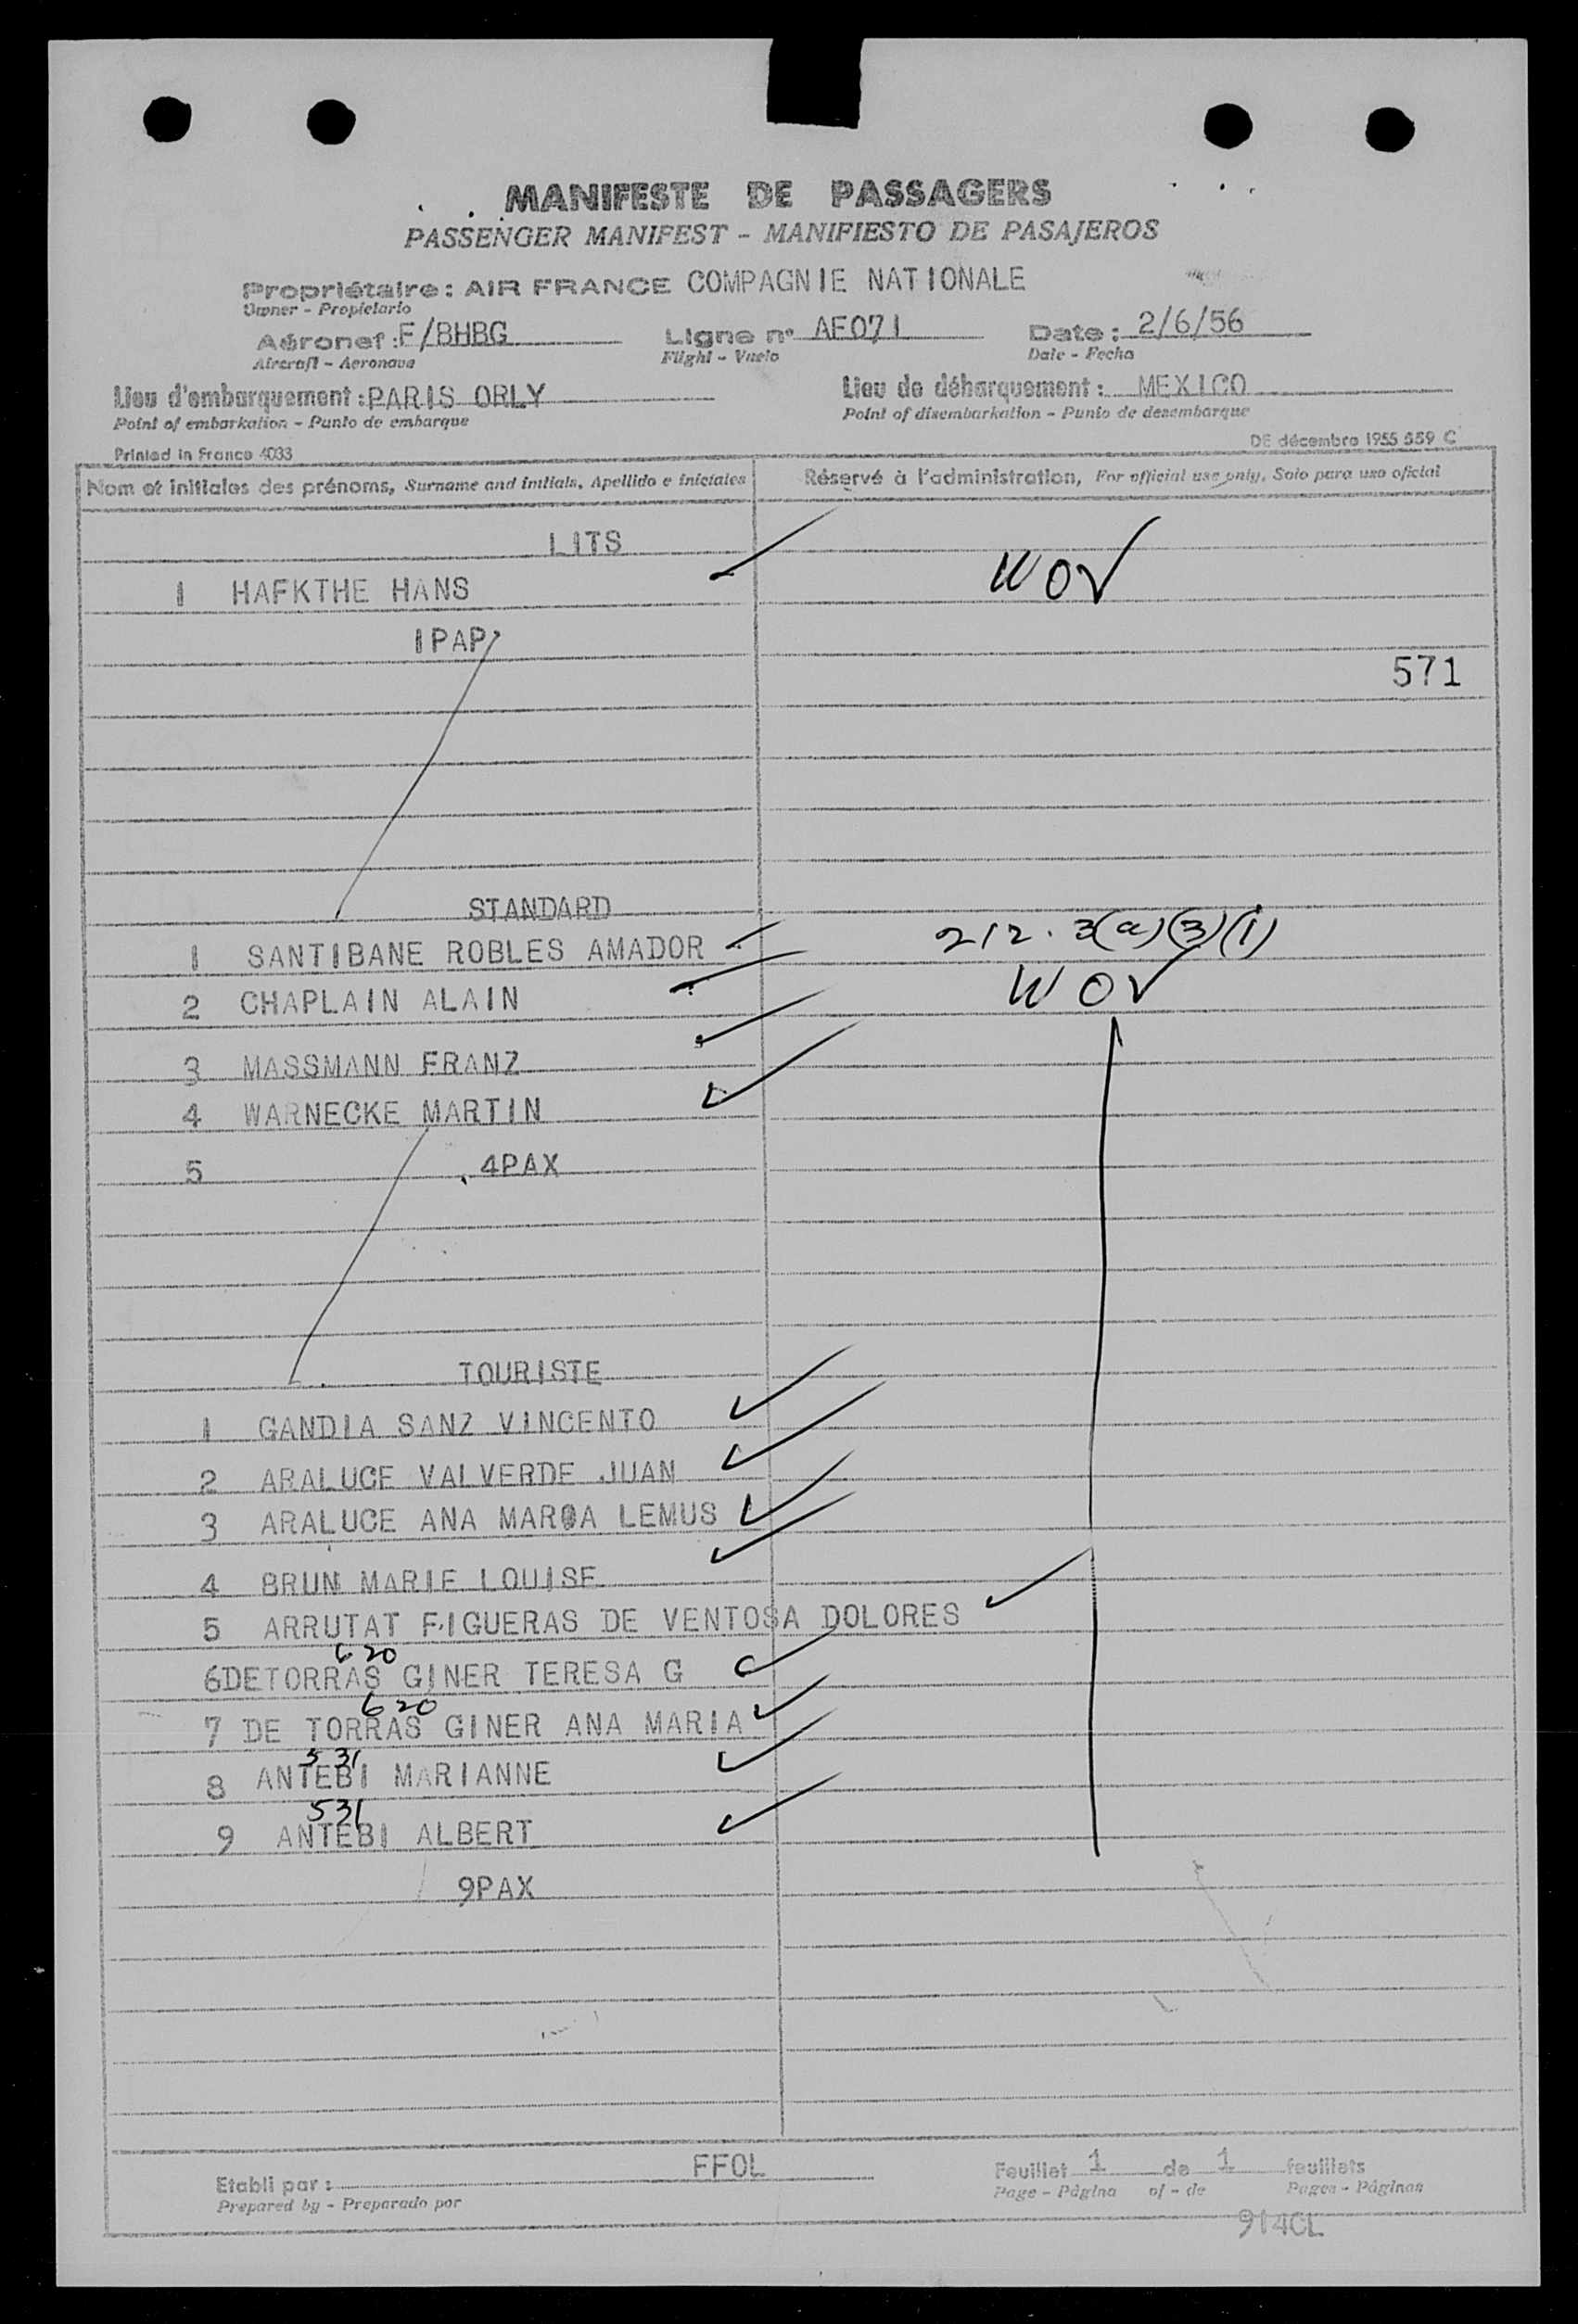 MANIFESTE DE PASSAGERS
PASSENGER MANIFEST - MANIFIESTO DE PASAJEROS
Propriétaire: AIR FRANCE COMPAGNIE NATIONALE
Owner - Propietario
Aéronef: F/BHBG Ligne n° AF071 Date: 2/6/56
Aircraft - Aeronave Flight - Vuelo Date - Fecha
Lieu d'embarquement: PARIS ORLY Lieu de débarquement: MEXICO
Point of embarkation - Punto de embarque Point of disembarkation - Punto de desembarque
Printed in France 4033 DE décembre 1955 559 C
Nom et initiales des prénoms, Surname and initials, Apellido e iniciales Réservé à l'administration, For official use only, Solo para uso oficial
LITS
1 HAFKTHE HANS WOV
1PAP
571
STANDARD
1 SANTIBANE ROBLES AMADOR 212.3(a)(3)(i)
2 CHAPLAIN ALAIN WOV
3 MASSMANN FRANZ
4 WARNECKE MARTIN
5 4PAX
TOURISTE
1 GANDIA SANZ VINCENTO
2 ARALUCE VALVERDE JUAN
3 ARALUCE ANA MAROA LEMUS
4 BRUN MARIE LOUISE
5 ARRUTAT FIGUERAS DE VENTOSA DOLORES
620
6DETORRAS GINER TERESA G
620
7 DE TORRAS GINER ANA MARIA
531
8 ANTEBI MARIANNE
531
9 ANTEBI ALBERT
9PAX
Etabli par: FFOL Feuillet 1 de 1 feuillets
Prepared by - Preparado por Page - Página of - de Pages - Páginas
914CL